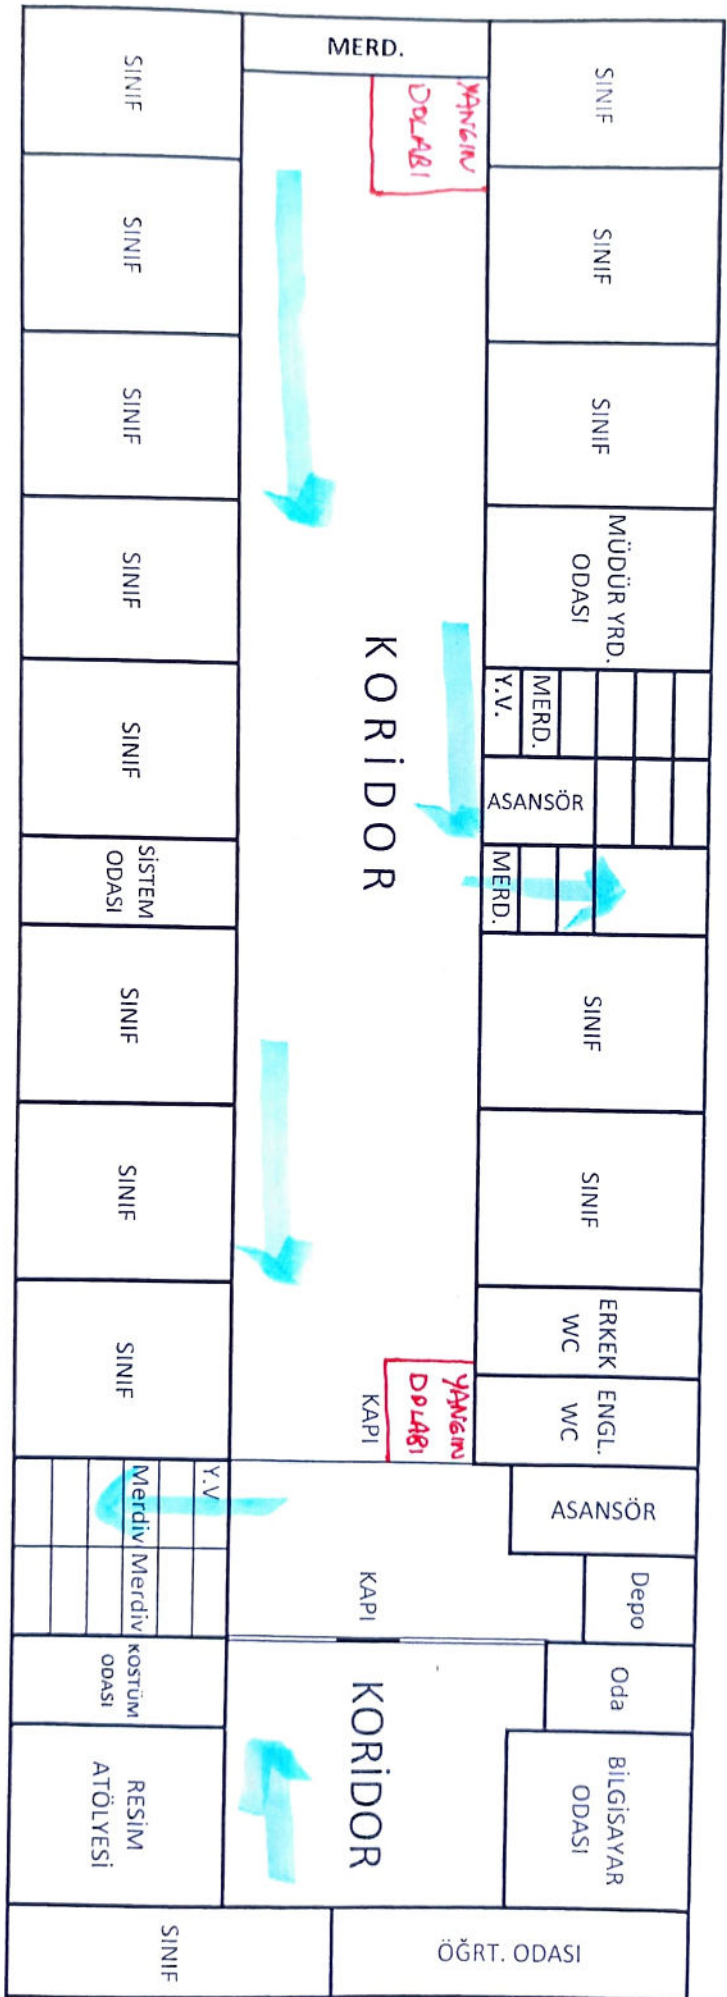 MERD.
SINIF
SINIF
YANGIN
DOLABI
SINIF
SINIF
SINIF
SINIF
SINIF
MÜDÜR YRD.
ODASI
KORİDOR
SINIF
MERD.
Y.V.
ASANSÖR
SİSTEM
ODASI
MERD.
SINIF
SINIF
SINIF
SINIF
SINIF
ERKEK
WC
YANGIN
DOLABI
KAPI
ENGL.
WC
Y.V
Merdiv
Merdiv
ASANSÖR
KAPI
Depo
KOSTÜM
ODASI
KORİDOR
Oda
RESİM
ATÖLYESİ
BİLGİSAYAR
ODASI
SINIF
ÖĞRT. ODASI